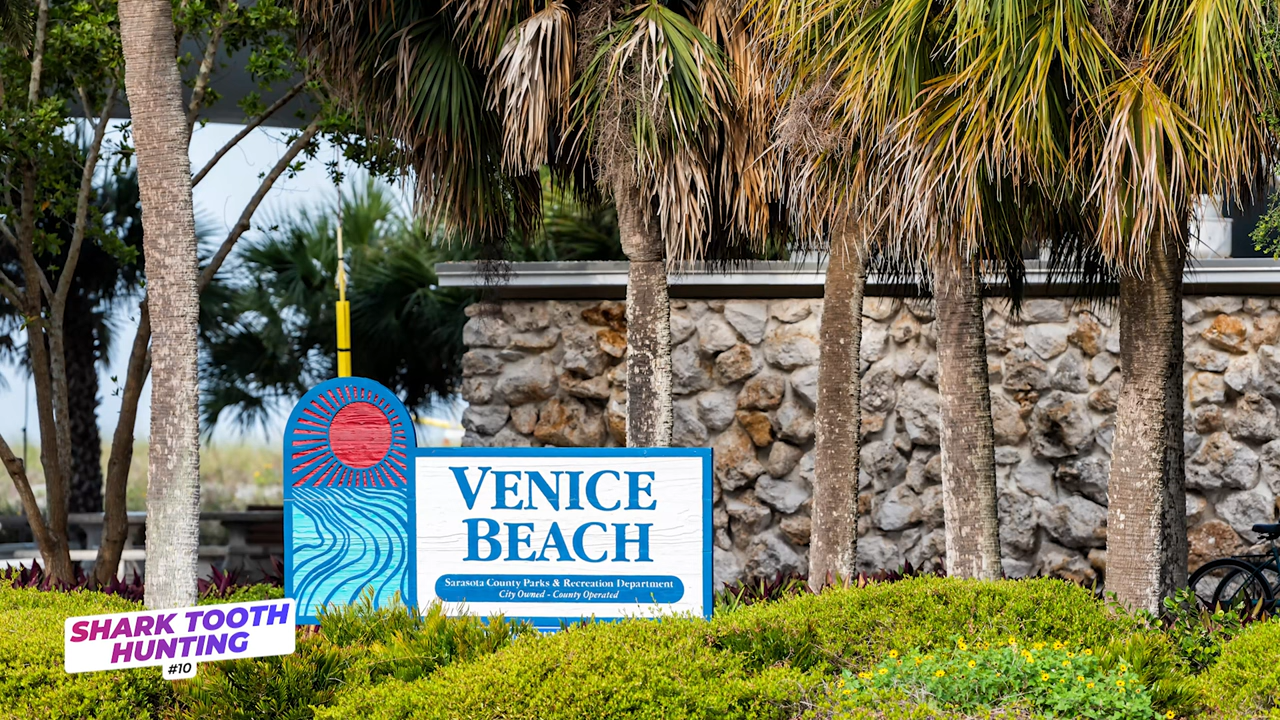 VENICE
BEACH
Sarasota County Parks & Recreation Department
City Owned - County Operated
SHARK TOOTH
HUNTING
#10